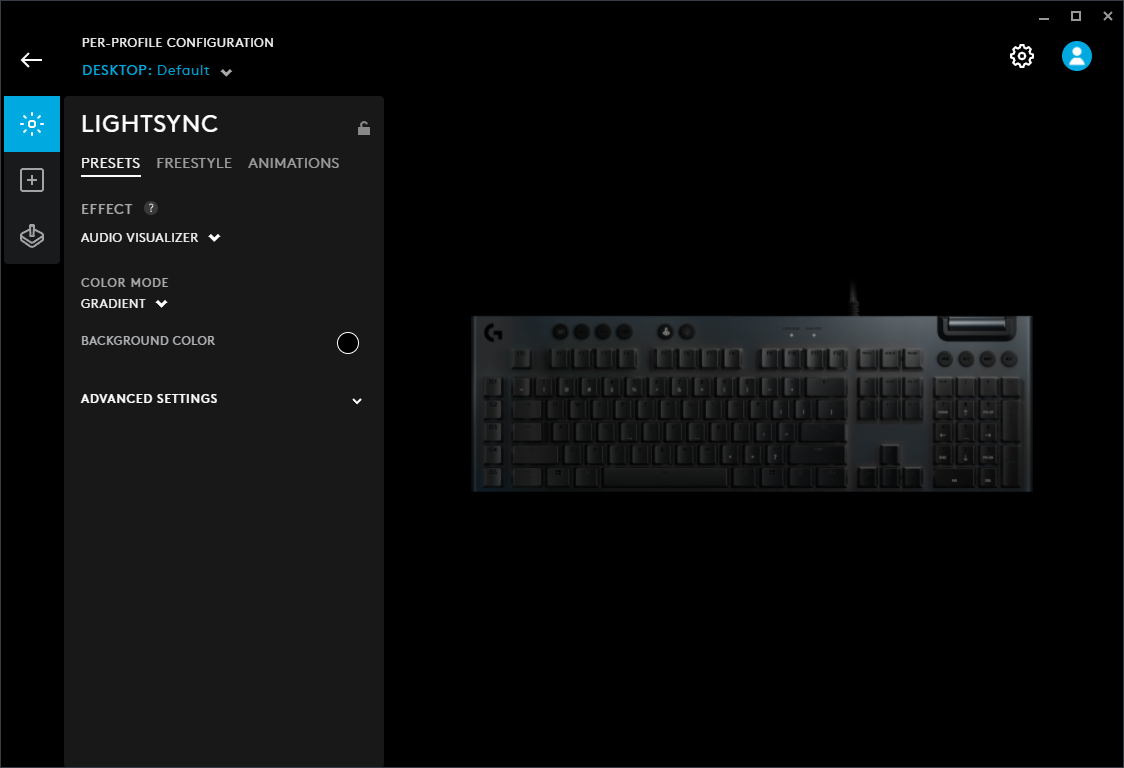 PER-PROFILE CONFIGURATION
DESKTOP: Default
LIGHTSYNC
PRESETS FREESTYLE ANIMATIONS
EFFECT ?
AUDIO VISUALIZER
COLOR MODE
GRADIENT
BACKGROUND COLOR
ADVANCED SETTINGS